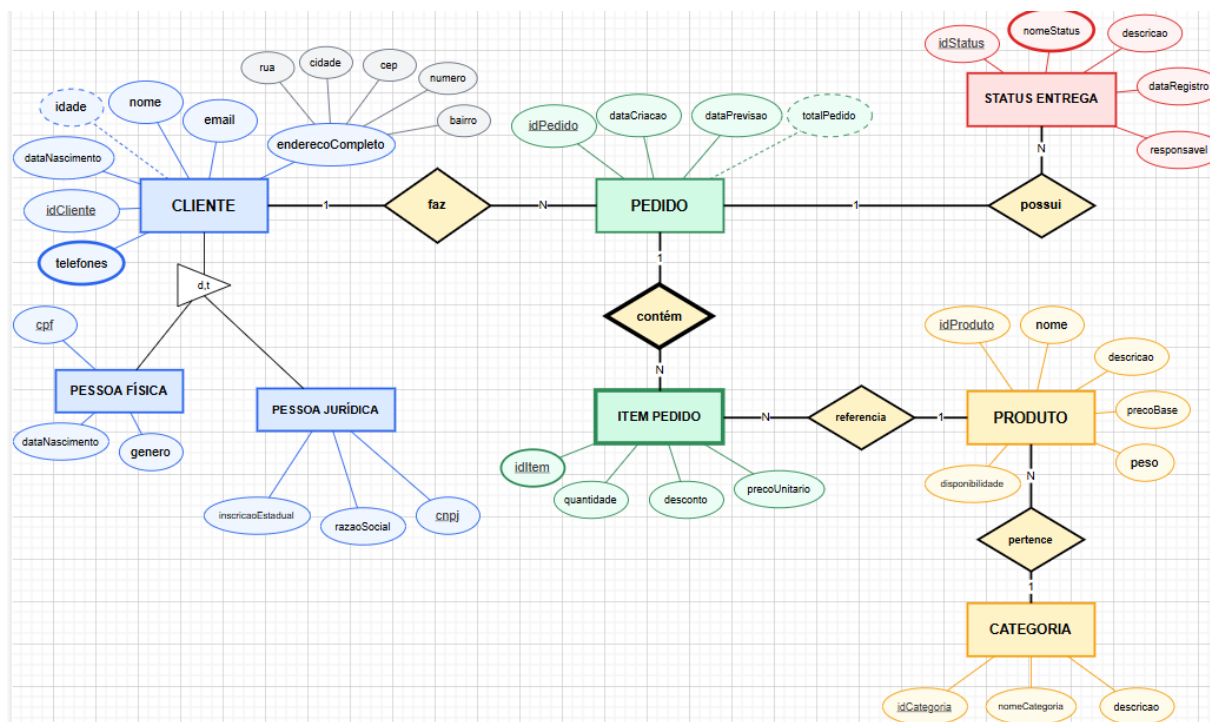 idStatus
nomeStatus
descricao
STATUS ENTREGA
dataRegistro
responsavel
N
possui
1
rua
cidade
cep
numero
bairro
enderecoCompleto
idade
nome
email
dataNascimento
idCliente
telefones
CLIENTE
1
faz
N
idPedido
dataCriacao
dataPrevisao
totalPedido
PEDIDO
1
contém
N
d,t
cpf
PESSOA FÍSICA
dataNascimento
genero
PESSOA JURÍDICA
inscricaoEstadual
razaoSocial
cnpj
ITEM PEDIDO
idItem
quantidade
desconto
precoUnitario
N
referencia
1
idProduto
nome
descricao
PRODUTO
precoBase
peso
disponibilidade
N
pertence
1
CATEGORIA
idCategoria
nomeCategoria
descricao